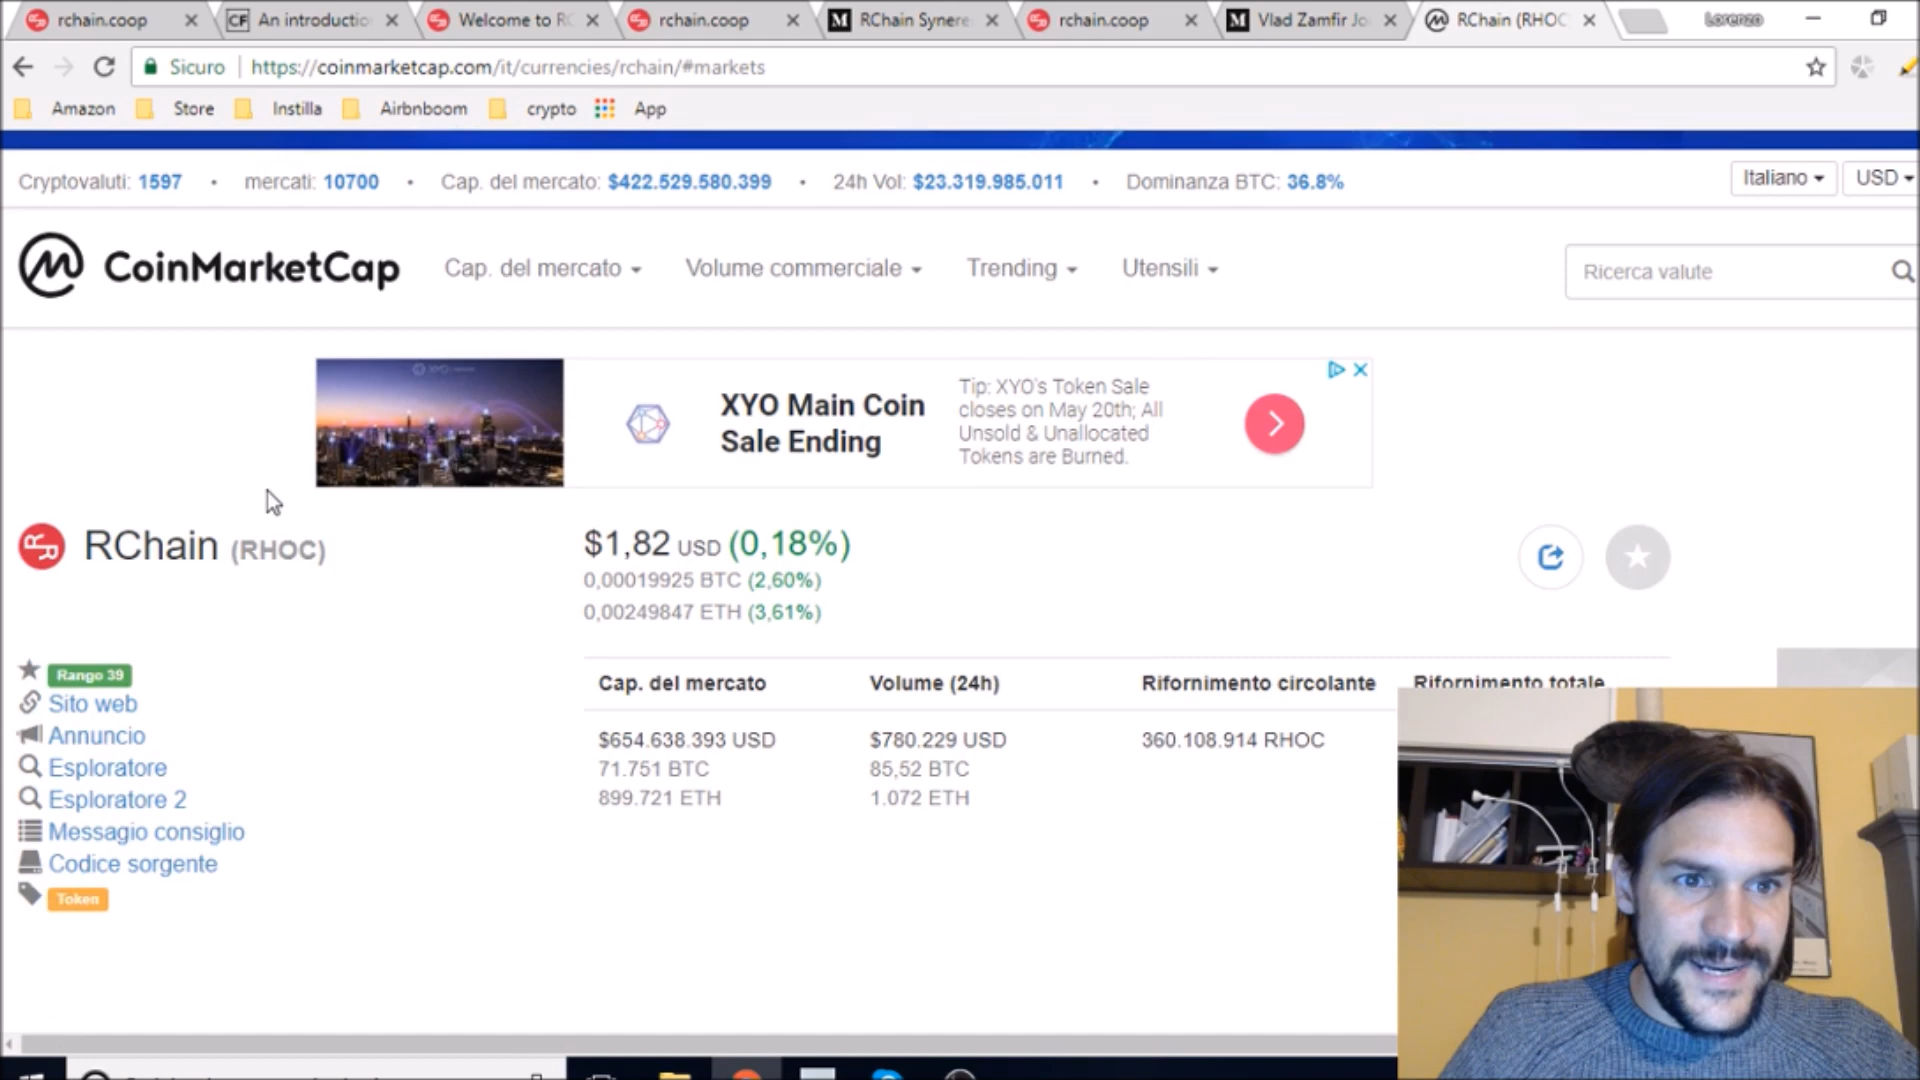 rchain.coop
An introductio
Welcome to RC
rchain.coop
RChain Synere
rchain.coop
Vlad Zamfir Jo
RChain (RHOC
Lorenzo
Sicuro
https://coinmarketcap.com/it/currencies/rchain/#markets
Amazon
Store
Instilla
Airbnboom
crypto
App
Cryptovaluti: 1597 • mercati: 10700 • Cap. del mercato: $422.529.580.399 • 24h Vol: $23.319.985.011 • Dominanza BTC: 36.8%
Italiano
USD
CoinMarketCap
Cap. del mercato
Volume commerciale
Trending
Utensili
Ricerca valute
XYO Main Coin
Sale Ending
Tip: XYO's Token Sale
closes on May 20th; All
Unsold & Unallocated
Tokens are Burned.
RChain (RHOC)
$1,82 USD (0,18%)
0,00019925 BTC (2,60%)
0,00249847 ETH (3,61%)
Rango 39
Sito web
Annuncio
Esploratore
Esploratore 2
Messagio consiglio
Codice sorgente
Token
Cap. del mercato
Volume (24h)
Rifornimento circolante
Rifornimento totale
$654.638.393 USD
$780.229 USD
360.108.914 RHOC
71.751 BTC
85,52 BTC
899.721 ETH
1.072 ETH